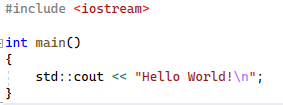 #include <iostream>
int main()
{
std::cout << "Hello World!\n";
}